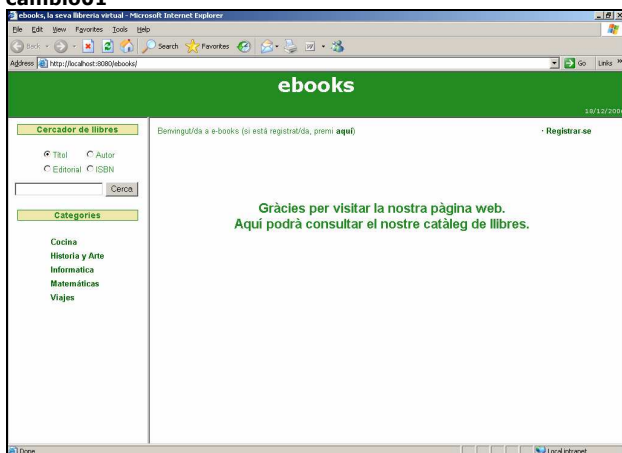 cambio01
ebooks, la seva llibreria virtual - Microsoft Internet Explorer
File Edit View Favorites Tools Help
Back Search Favorites
Address http://localhost:8080/ebooks/ Go Links »
ebooks
18/12/2006
Cercador de llibres
Benvingut/da a e-books (si está registrat/da, premi aquí)
· Registrar-se
Títol Autor
Editorial ISBN
Cerca
Categories
Gràcies per visitar la nostra pàgina web.
Aquí podrà consultar el nostre catàleg de llibres.
Cocina
Historia y Arte
Informatica
Matemáticas
Viajes
Done Local intranet